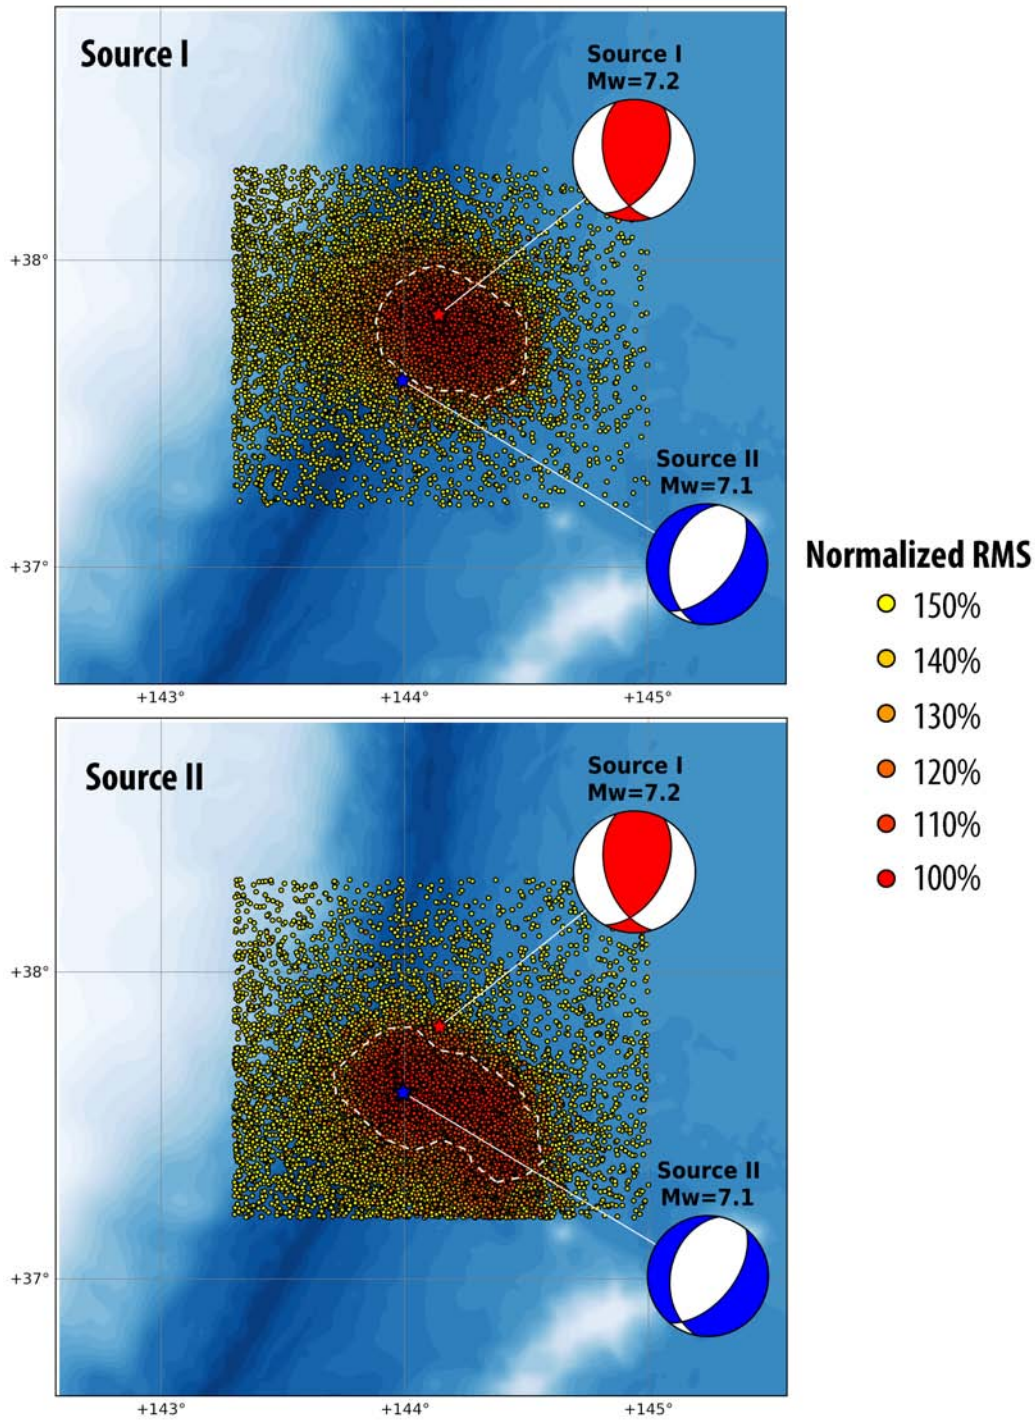 Source I
Source I
Mw=7.2
+38°
Source II
Mw=7.1
+37°
+143°
+144°
+145°
Normalized RMS
150%
140%
130%
120%
110%
100%
Source II
Source I
Mw=7.2
+38°
Source II
Mw=7.1
+37°
+143°
+144°
+145°